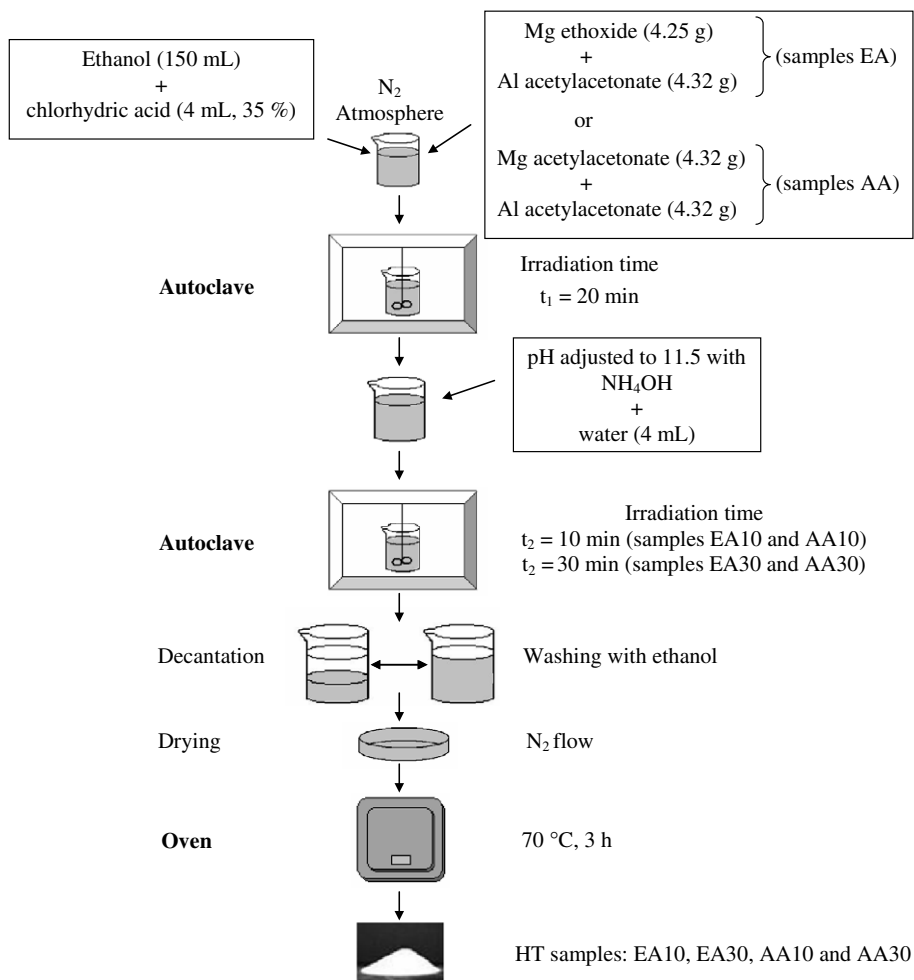 Ethanol (150 mL)
+
chlorhydric acid (4 mL, 35 %)
N2
Atmosphere
Mg ethoxide (4.25 g)
+
Al acetylacetonate (4.32 g)
(samples EA)
or
Mg acetylacetonate (4.32 g)
+
Al acetylacetonate (4.32 g)
(samples AA)
Autoclave
Irradiation time
t1 = 20 min
pH adjusted to 11.5 with
NH4OH
+
water (4 mL)
Autoclave
Irradiation time
t2 = 10 min (samples EA10 and AA10)
t2 = 30 min (samples EA30 and AA30)
Decantation
Washing with ethanol
Drying
N2 flow
Oven
70 °C, 3 h
HT samples: EA10, EA30, AA10 and AA30